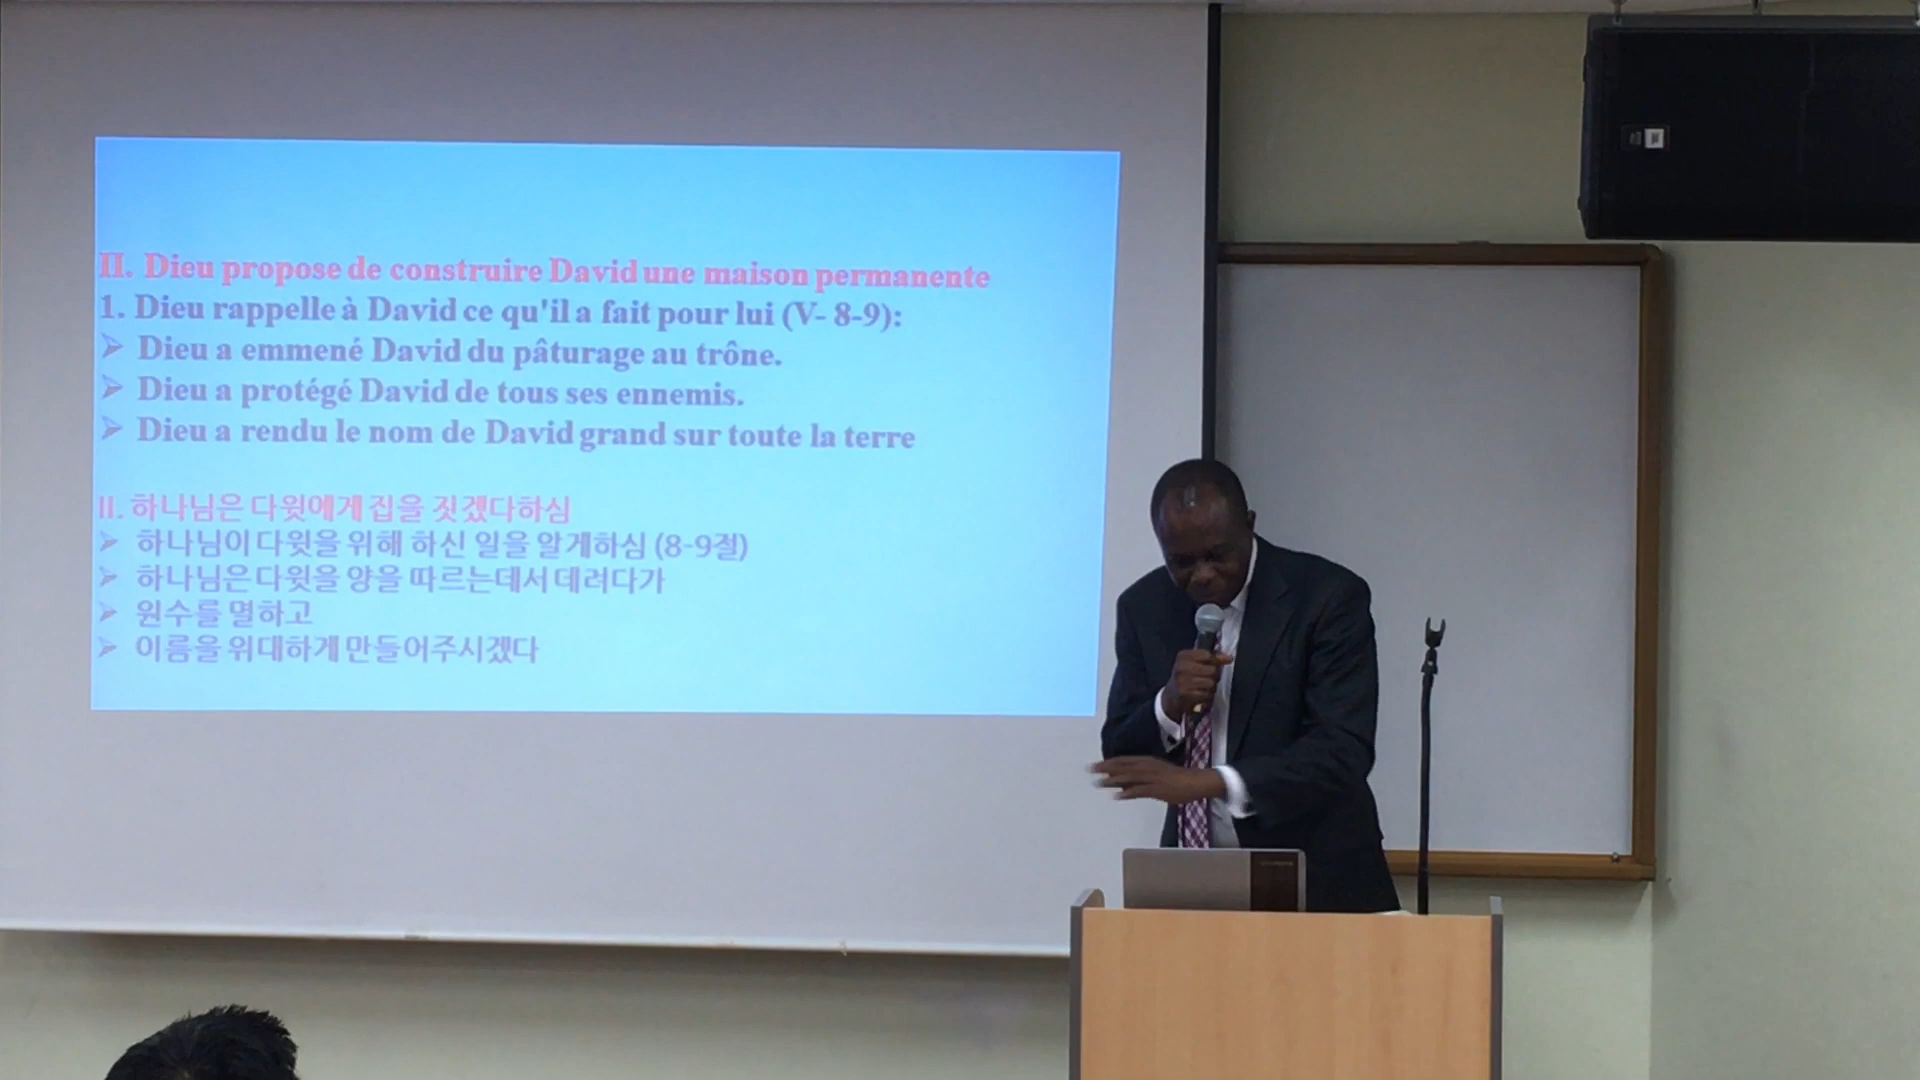 II. Dieu propose de construire David une maison permanente
1. Dieu rappelle à David ce qu'il a fait pour lui (V- 8-9):
➢ Dieu a emmené David du pâturage au trône.
➢ Dieu a protégé David de tous ses ennemis.
➢ Dieu a rendu le nom de David grand sur toute la terre
II. 하나님은 다윗에게 집을 짓겠다하심
➢ 하나님이 다윗을 위해 하신 일을 알게하심 (8-9절)
➢ 하나님은 다윗을 양을 따르는데서 데려다가
➢ 원수를 멸하고
➢ 이름을 위대하게 만들어주시겠다